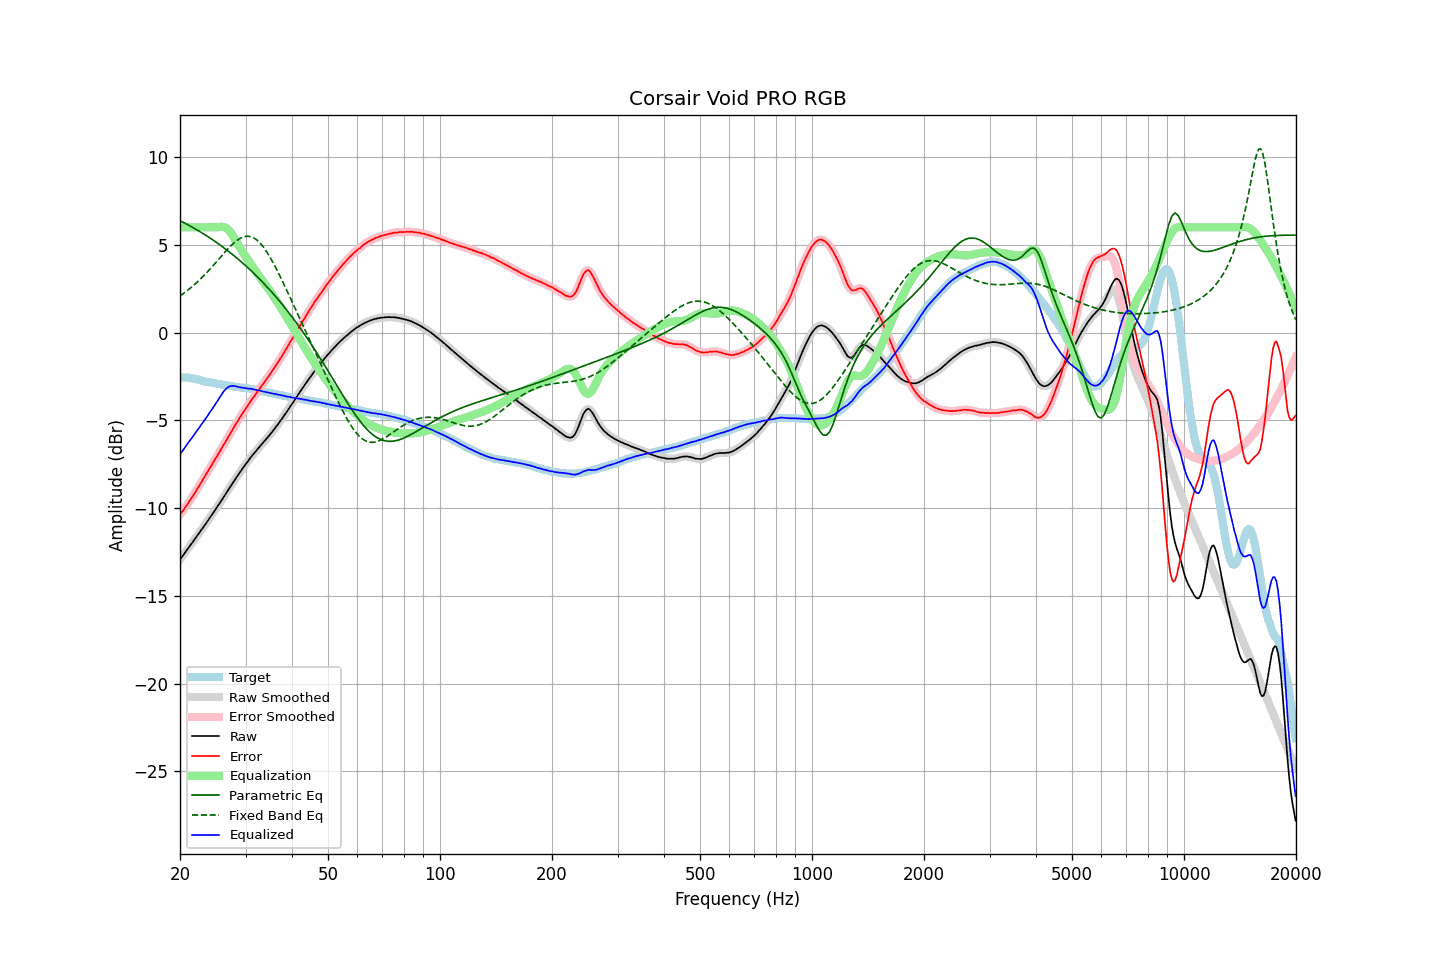 Corsair Void PRO RGB
10
5
0
−5
−10
−15
−20
−25
Amplitude (dBr)
Target
Raw Smoothed
Error Smoothed
Raw
Error
Equalization
Parametric Eq
Fixed Band Eq
Equalized
20 50 100 200 500 1000 2000 5000 10000 20000
Frequency (Hz)